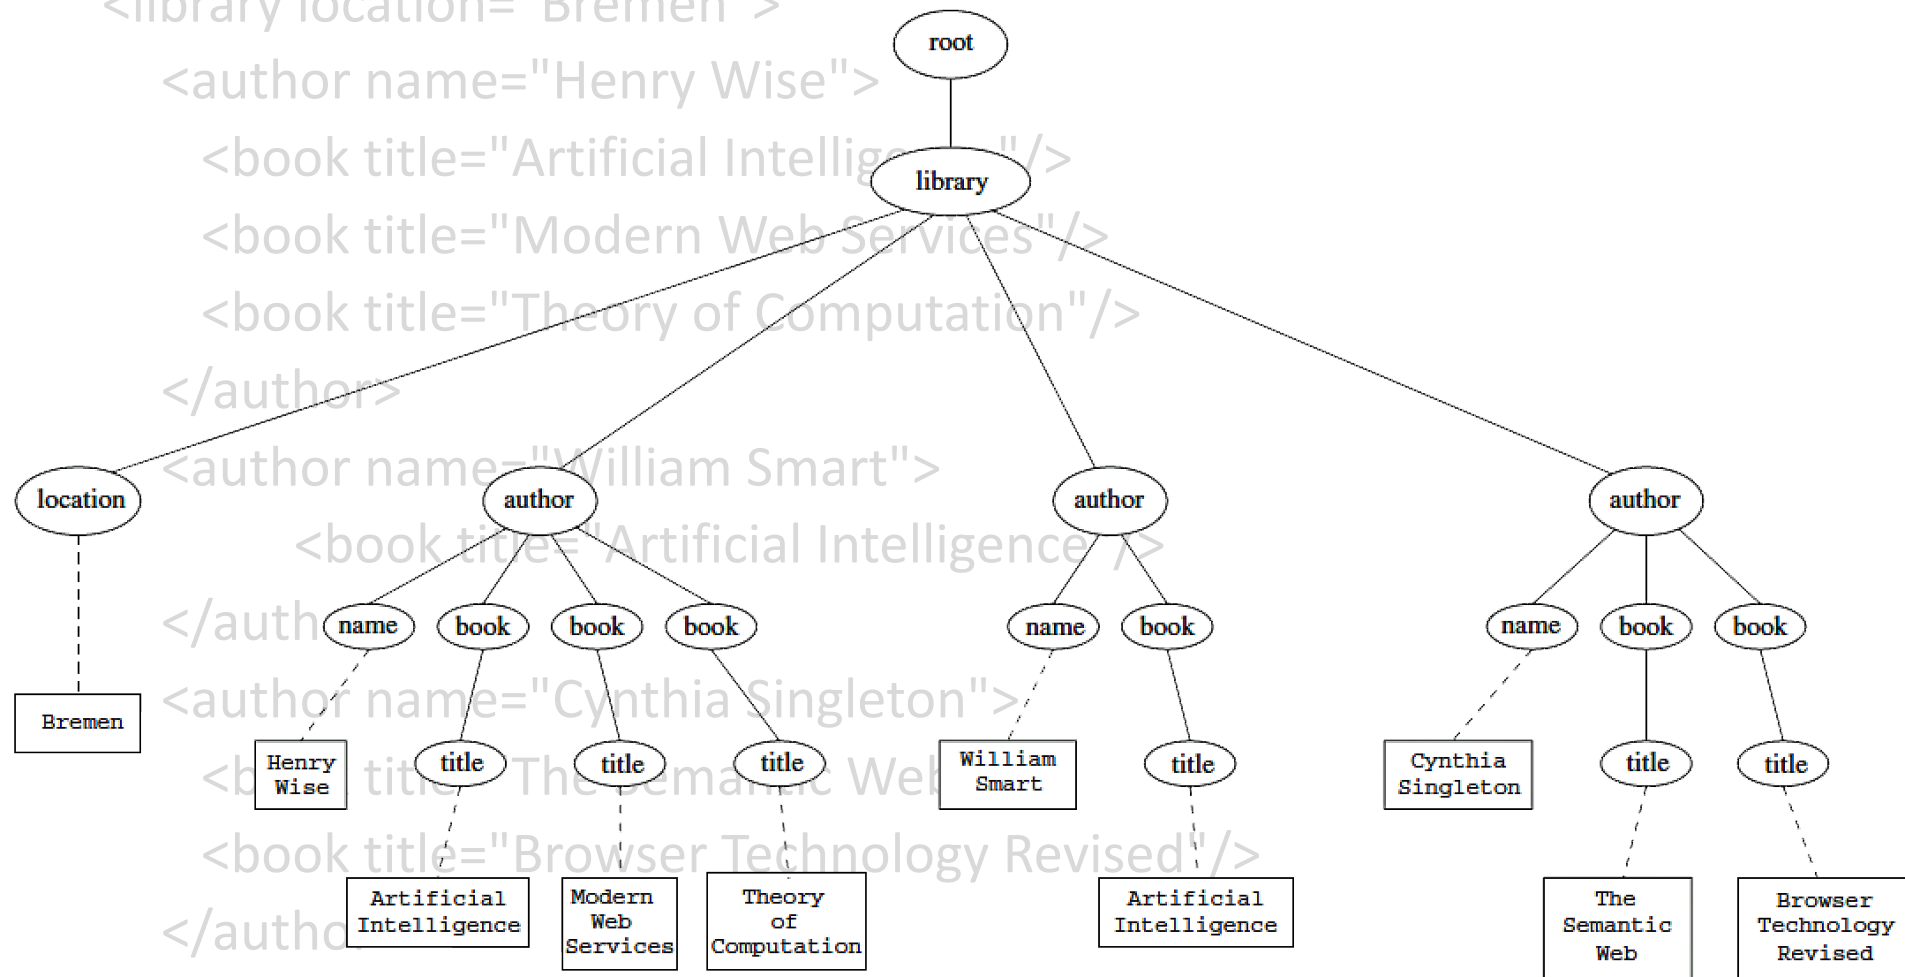 <library location="Bremen">
root
<author name="Henry Wise">
<book title="Artificial Intelligence"/>
library
<book title="Modern Web Services"/>
<book title="Theory of Computation"/>
</author>
<author name="William Smart">
location
author
author
author
<book title="Artificial Intelligence"/>
</author>
name
book
book
book
name
book
name
book
book
<author name="Cynthia Singleton">
Bremen
Henry
Wise
title
title
title
William
Smart
title
Cynthia
Singleton
title
title
<book title="The Semantic Web
<book title="Browser Technology Revised"/>
Artificial
Intelligence
Modern
Web
Services
Theory
of
Computation
Artificial
Intelligence
The
Semantic
Web
Browser
Technology
Revised
</author